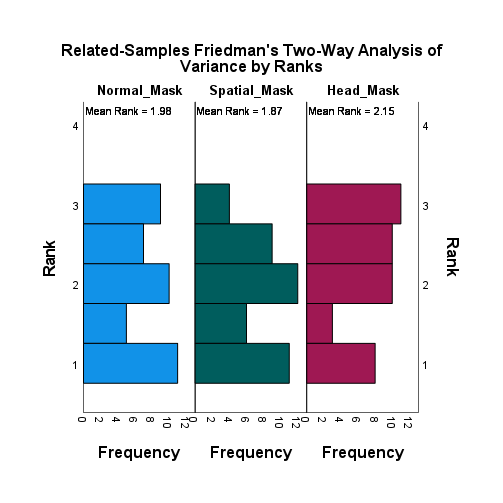 Related-Samples Friedman's Two-Way Analysis of
Variance by Ranks
Normal_Mask Spatial_Mask Head_Mask
Mean Rank = 1.98 Mean Rank = 1.87 Mean Rank = 2.15
4 4
3 3
Rank Rank
2 2
1 1
0 2 4 6 8 10 12 0 2 4 6 8 10 12 0 2 4 6 8 10 12
Frequency Frequency Frequency